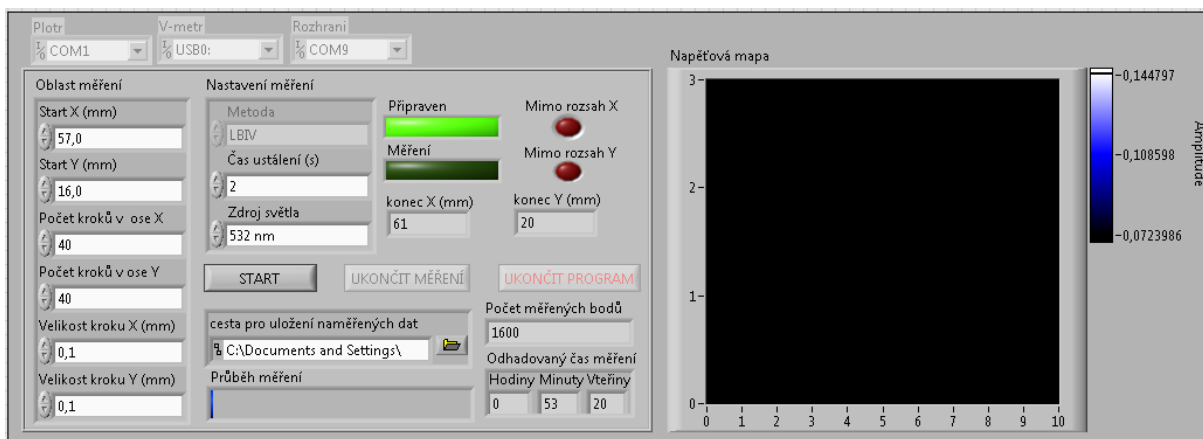 Plotr
V-metr
Rozhrani
COM1
USB0:
COM9
Oblast měření
Start X (mm)
57,0
Start Y (mm)
16,0
Počet kroků v  ose X
40
Počet kroků v ose Y
40
Velikost kroku X (mm)
0,1
Velikost kroku Y (mm)
0,1
Nastavení měření
Metoda
LBIV
Čas ustálení (s)
2
Zdroj světla
532 nm
Připraven
Měření
Mimo rozsah X
Mimo rozsah Y
konec X (mm)
61
konec Y (mm)
20
START
UKONČIT MĚŘENÍ
UKONČIT PROGRAM
cesta pro uložení naměřených dat
C:\Documents and Settings\
Průběh měření
Počet měřených bodů
1600
Odhadovaný čas měření
Hodiny Minuty Vteřiny
0 53 20
Napěťová mapa
3
2
1
0
0 1 2 3 4 5 6 7 8 9 10
-0,144797
-0,108598
-0,0723986
Amplitude